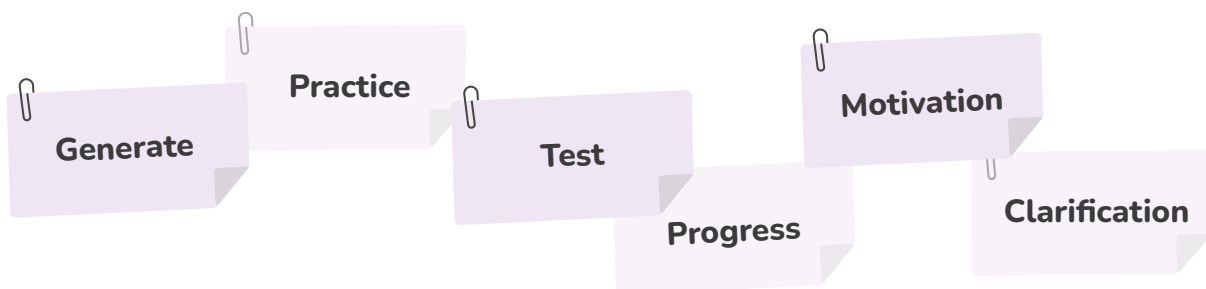 Generate
Practice
Test
Progress
Motivation
Clarification